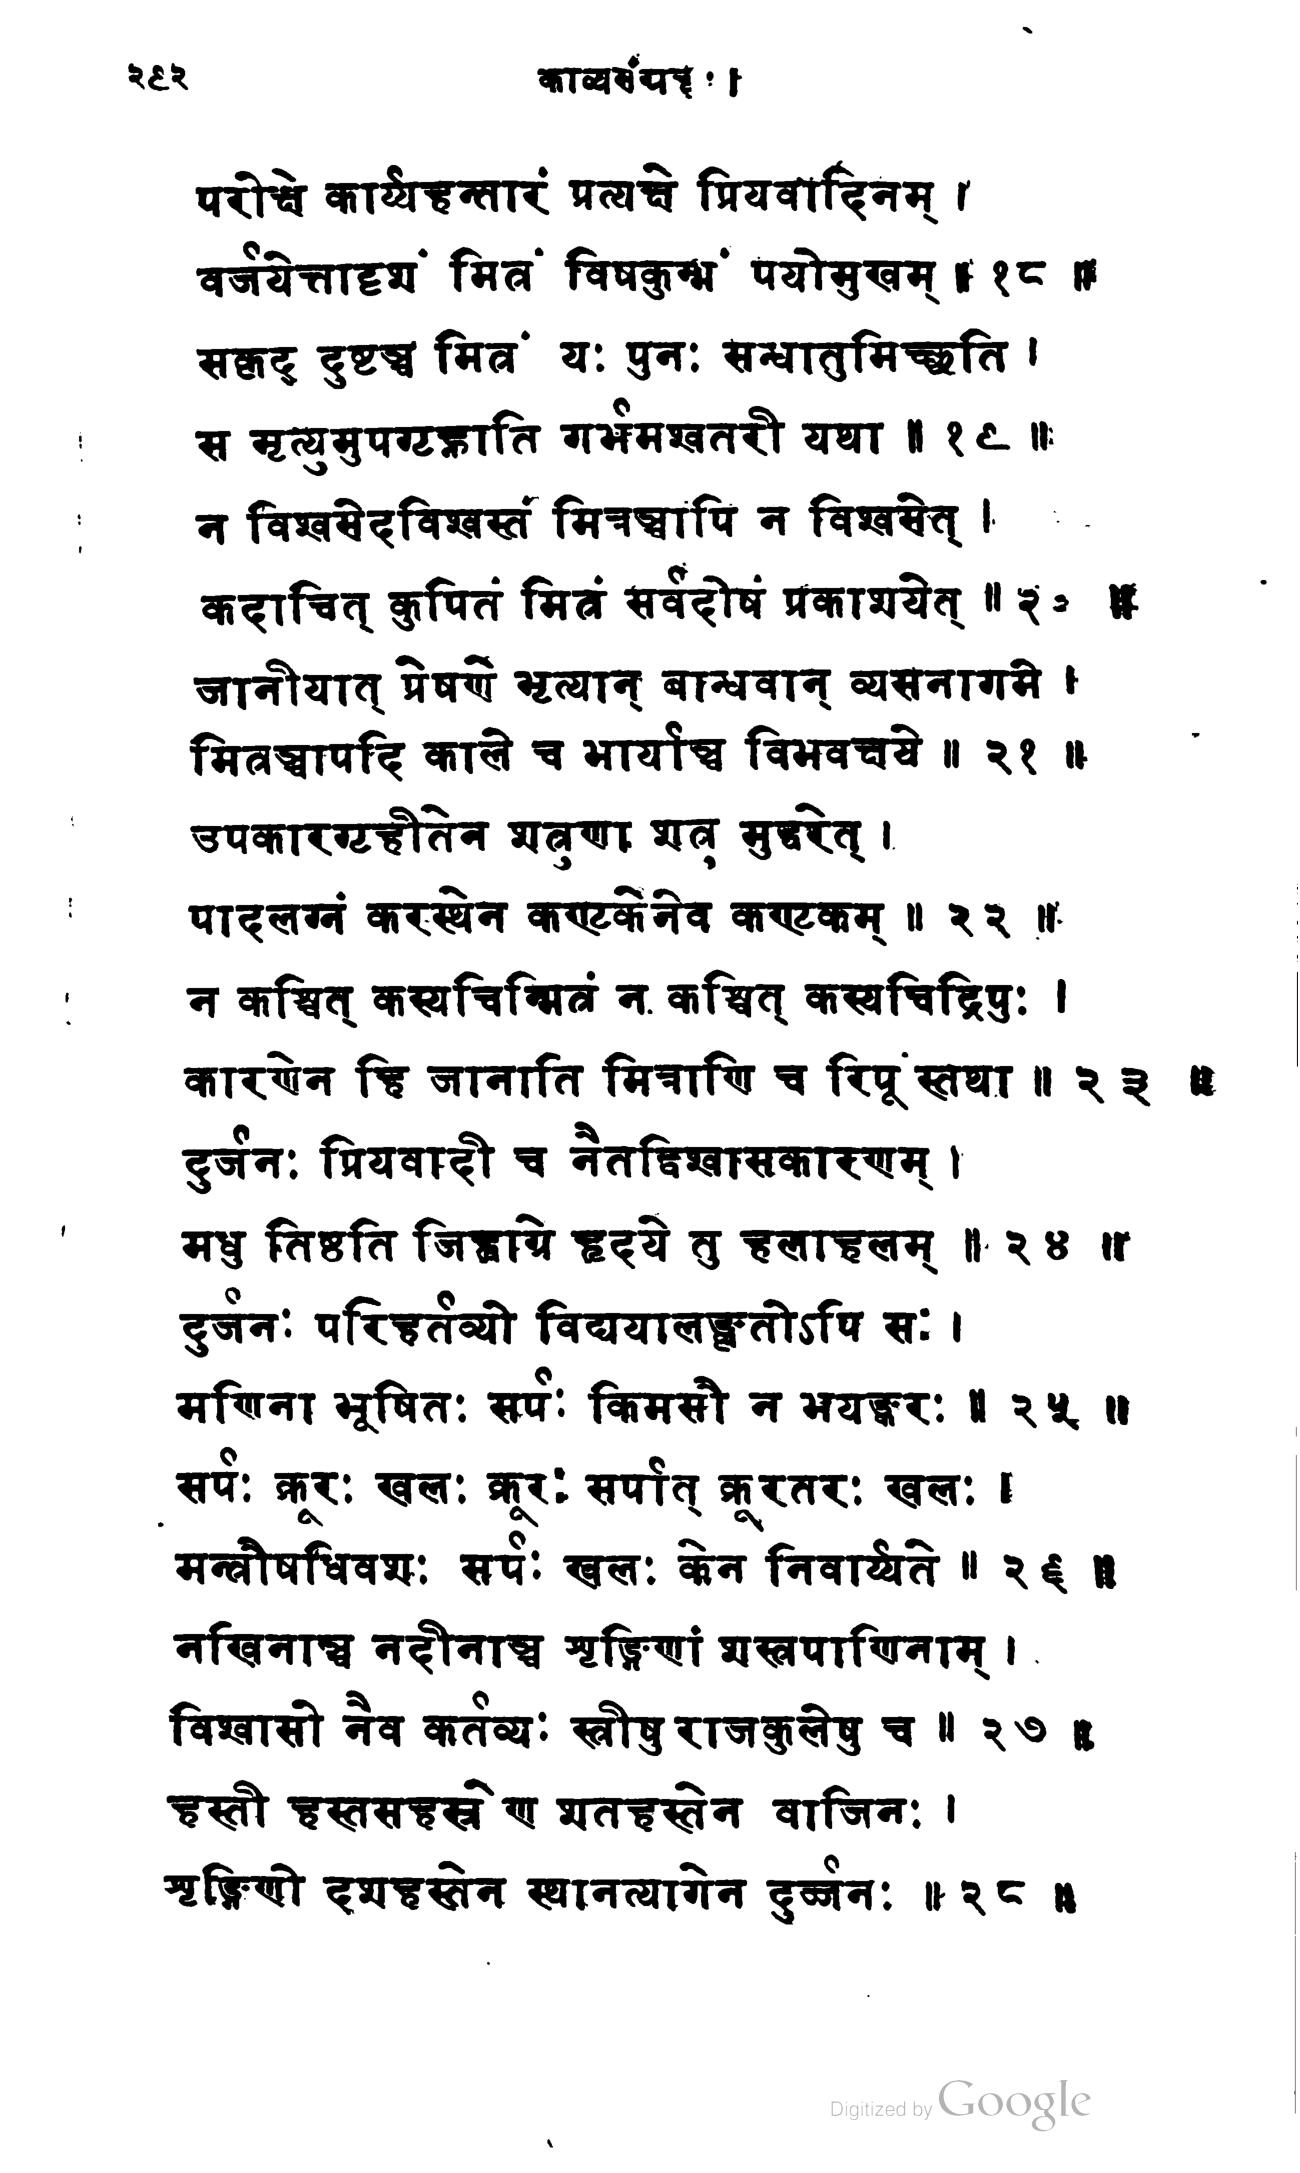 २९२ काव्यसंग्रहः ।
परोक्षे कार्य्यहन्तारं प्रत्यक्षे प्रियवादिनम् ।
वर्जयेत्तादृशं मित्रं विषकुम्भं पयोमुखम् ॥ १८ ॥
सकृद् दुष्टञ्च मित्रं यः पुनः सन्धातुमिच्छति ।
स मृत्युमुपगृह्णाति गर्भमश्वतरी यथा ॥ १९ ॥
न विश्वसेदविश्वस्तं मित्रञ्चापि न विश्वसेत् ।
कदाचित् कुपितं मित्रं सर्वदोषं प्रकाशयेत् ॥ २० ॥
जानीयात् प्रेषणे भृत्यान् बान्धवान् व्यसनागमे ।
मित्रञ्चापदि काले च भार्याञ्च विभवक्षये ॥ २१ ॥
उपकारगृहीतेन शत्रुणा शत्रुमुद्धरेत् ।
पादलग्नं करस्थेन कण्टकेनेव कण्टकम् ॥ २२ ॥
न कश्चित् कस्यचिन्मित्रं न कश्चित् कस्यचिद्रिपुः ।
कारणेन हि जानाति मित्राणि च रिपूंस्तथा ॥ २३ ॥
दुर्जनः प्रियवादी च नैतद्विश्वासकारणम् ।
मधु तिष्ठति जिह्वाग्रे हृदये तु हलाहलम् ॥ २४ ॥
दुर्जनः परिहर्तव्यो विद्ययालङ्कृतोऽपि सः ।
मणिना भूषितः सर्पः किमसौ न भयङ्करः ॥ २५ ॥
सर्पः क्रूरः खलः क्रूरः सर्पात् क्रूरतरः खलः ।
मन्त्रौषधिवशः सर्पः खलः केन निवार्य्यते ॥ २६ ॥
नखिनाञ्च नदीनाञ्च शृङ्गिणां शस्त्रपाणिनाम् ।
विश्वासो नैव कर्तव्यः स्त्रीषु राजकुलेषु च ॥ २७ ॥
हस्ती हस्तसहस्रेण शतहस्तेन वाजिनः ।
शृङ्गिणो दशहस्तेन स्थानत्यागेन दुर्ज्जनः ॥ २८ ॥
Digitized by Google